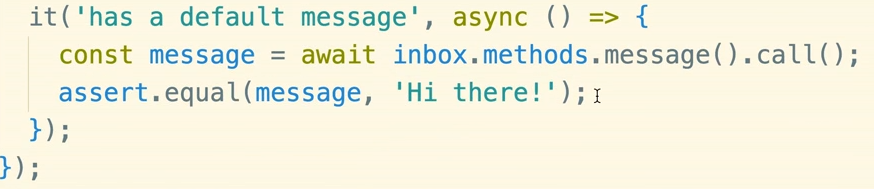 it('has a default message', async () => {
const message = await inbox.methods.message().call();
assert.equal(message, 'Hi there!');
});
});